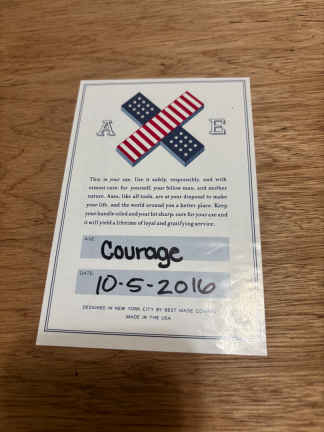 A X E
This is your axe. Use it safely, responsibly, and with
utmost care: for yourself, your fellow man, and mother
nature. Axes, like all tools, are at your disposal to make
your life, and the world around you a better place. Keep
your handle oiled and your bit sharp, care for your axe and
it will yield a lifetime of loyal and gratifying service.
AXE:
Courage
DATE:
10-5-2016
DESIGNED IN NEW YORK CITY BY BEST MADE COMPANY
MADE IN THE USA